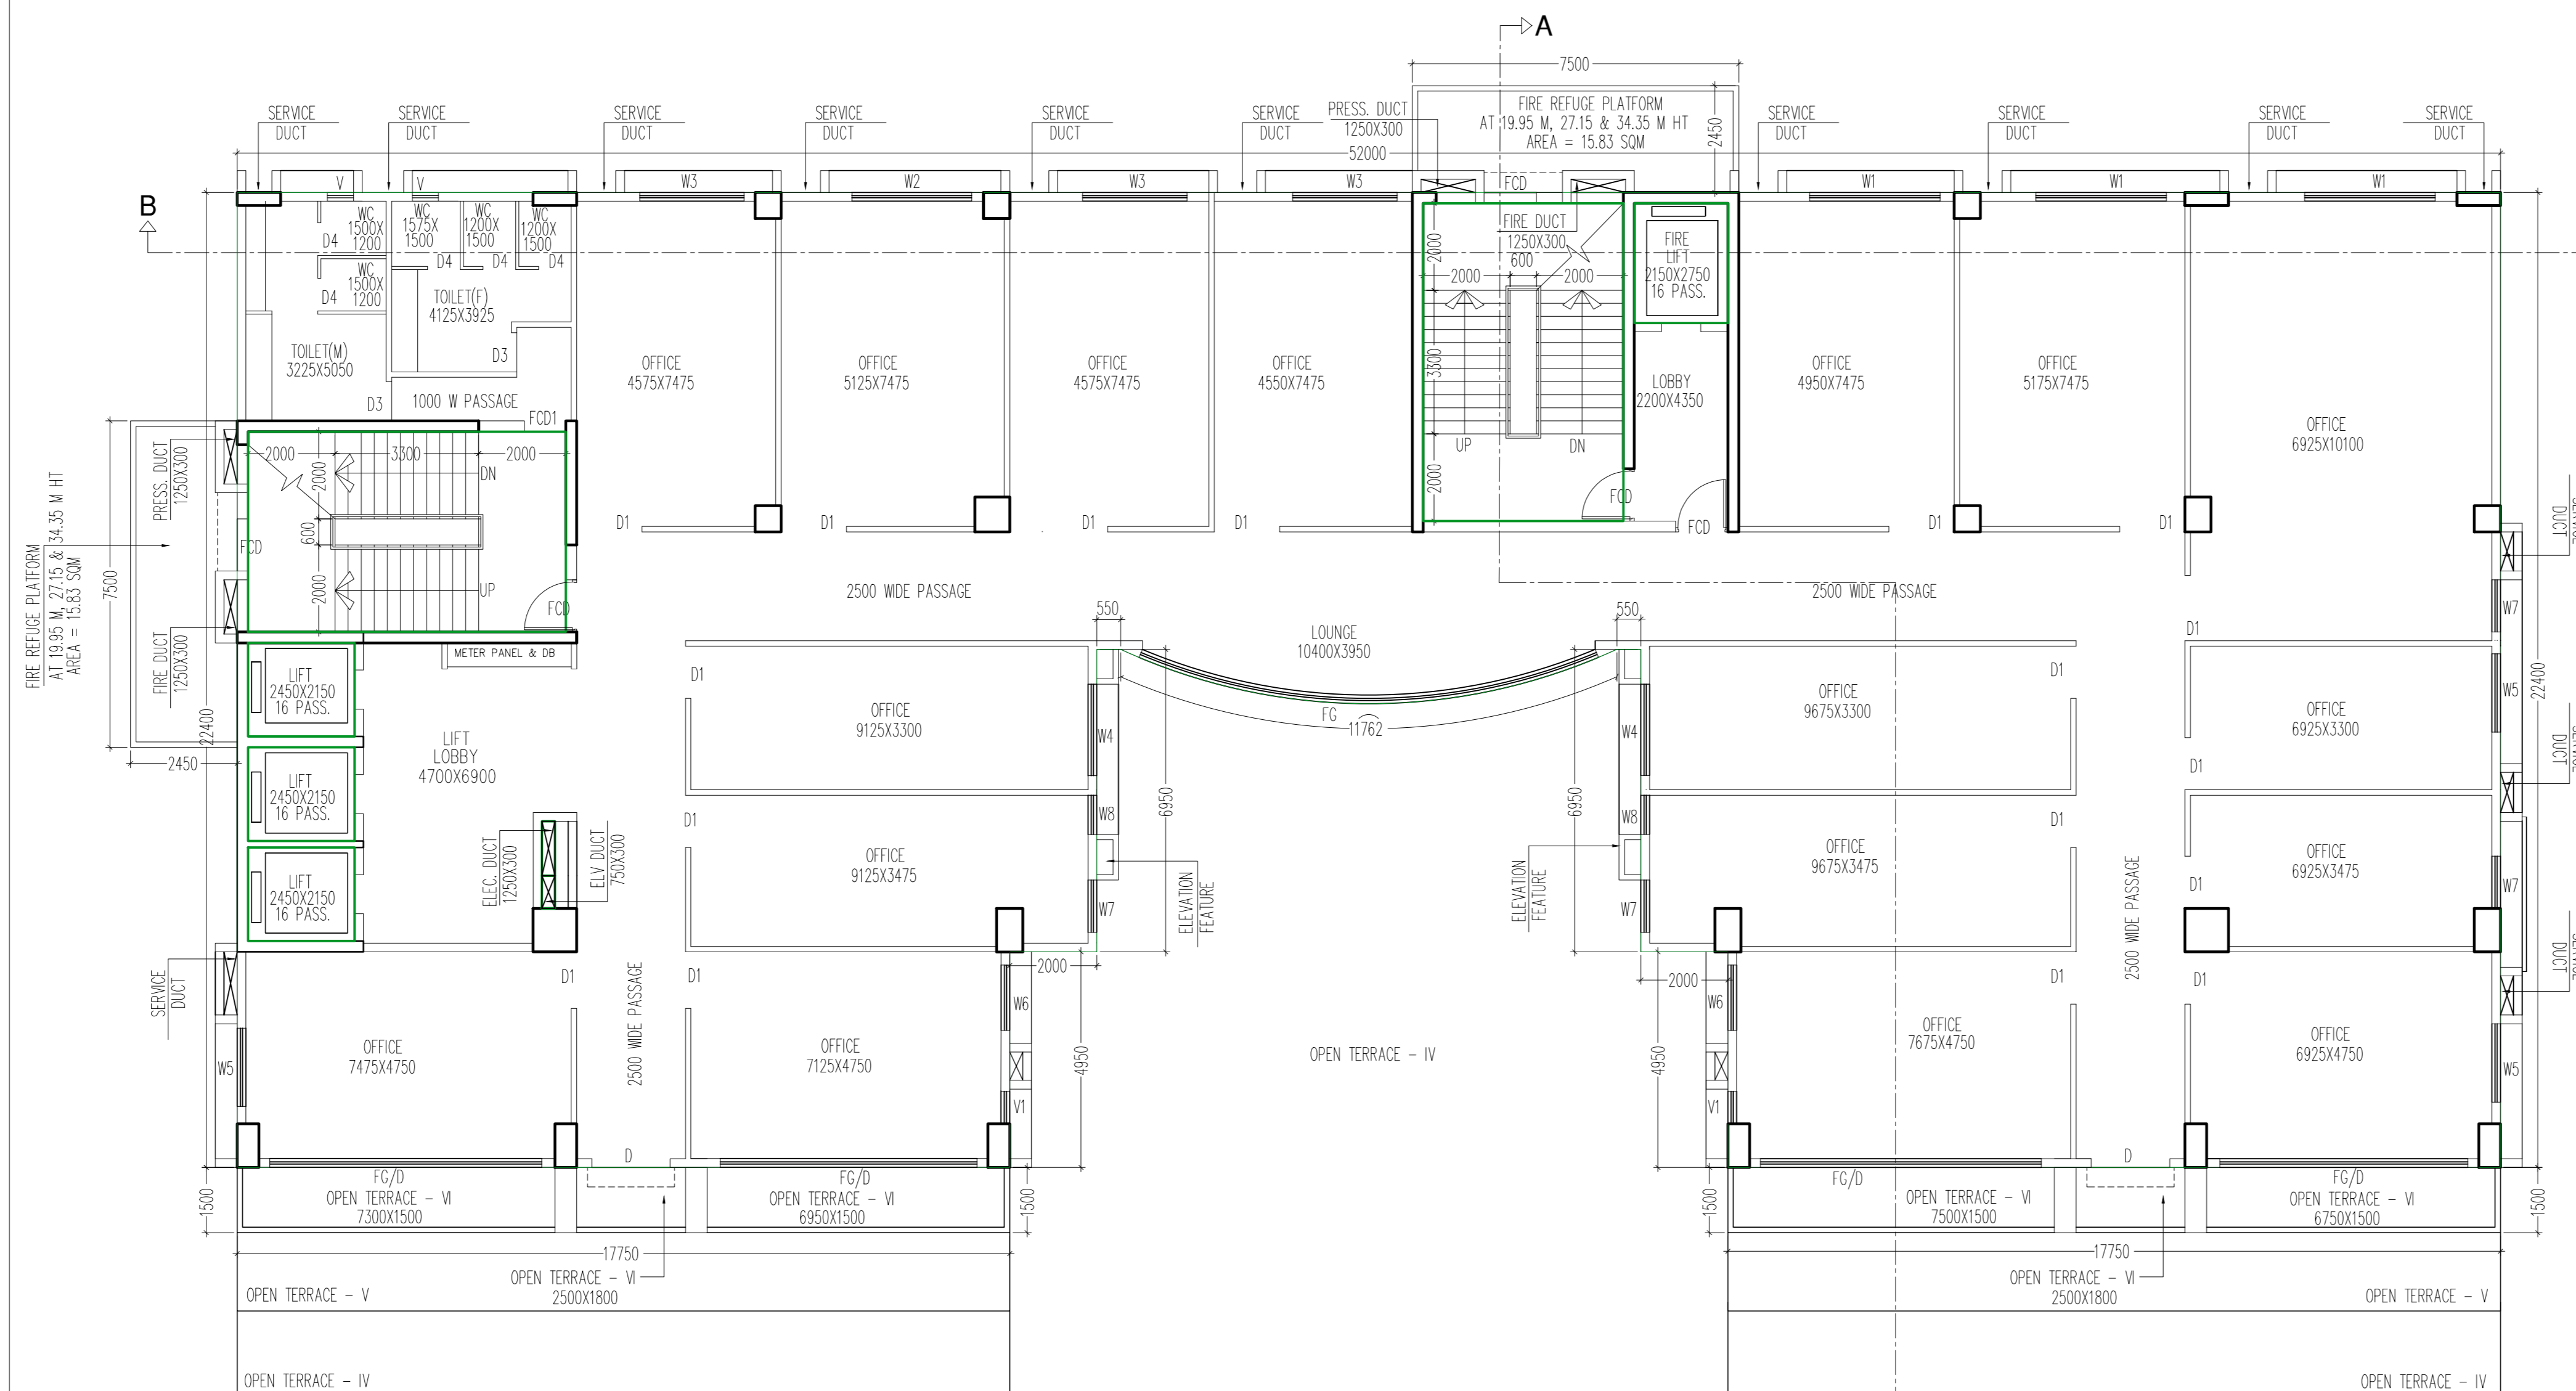 A
7500
SERVICE
DUCT
SERVICE
DUCT
SERVICE
DUCT
SERVICE
DUCT
SERVICE
DUCT
SERVICE
DUCT
PRESS. DUCT
1250X300
FIRE REFUGE PLATFORM
AT 19.95 M, 27.15 & 34.35 M HT
AREA = 15.83 SQM
2450
SERVICE
DUCT
SERVICE
DUCT
SERVICE
DUCT
SERVICE
DUCT
52000
V
V
W3
W2
W3
W3
FCD
W1
W1
W1
B
WC
1500X
1200
D4
WC
1575X
1500
WC
1200X
1500
WC
1200X
1500
D4
D4
D4
WC
1500X
1200
D4
TOILET(F)
4125X3925
TOILET(M)
3225X5050
D3
D3
1000 W PASSAGE
FCD1
FIRE DUCT
1250X300
600
2000
2000
2000
3300
2000
UP
DN
FIRE
LIFT
2150X2750
16 PASS.
LOBBY
2200X4350
FCD
FCD
OFFICE
4575X7475
OFFICE
5125X7475
OFFICE
4575X7475
OFFICE
4550X7475
OFFICE
4950X7475
OFFICE
5175X7475
OFFICE
6925X10100
D1
D1
D1
D1
D1
D1
7500
PRESS. DUCT
1250X300
FIRE REFUGE PLATFORM
AT 19.95 M, 27.15 & 34.35 M HT
AREA = 15.83 SQM
FIRE DUCT
1250X300
22400
2450
2000
3300
2000
2000
600
2000
DN
UP
FCD
FCD
METER PANEL & DB
2500 WIDE PASSAGE
2500 WIDE PASSAGE
550
550
LOUNGE
10400X3950
FG
11762
DUCT
W7
D1
LIFT
2450X2150
16 PASS.
LIFT
2450X2150
16 PASS.
LIFT
2450X2150
16 PASS.
LIFT
LOBBY
4700X6900
ELEC. DUCT
1250X300
ELV DUCT
750X300
D1
OFFICE
9125X3300
W4
D1
OFFICE
9125X3475
W8
W7
6950
ELEVATION
FEATURE
6950
ELEVATION
FEATURE
W4
W8
W7
OFFICE
9675X3300
D1
OFFICE
9675X3475
D1
OFFICE
6925X3300
D1
W5
22400
DUCT
OFFICE
6925X3475
D1
W7
DUCT
2500 WIDE PASSAGE
SERVICE
DUCT
W5
OFFICE
7475X4750
D1
2500 WIDE PASSAGE
D1
OFFICE
7125X4750
2000
W6
V1
4950
OPEN TERRACE - IV
2000
4950
W6
V1
OFFICE
7675X4750
D1
D1
OFFICE
6925X4750
W5
D
D
1500
FG/D
OPEN TERRACE - VI
7300X1500
FG/D
OPEN TERRACE - VI
6950X1500
1500
1500
FG/D
OPEN TERRACE - VI
7500X1500
FG/D
OPEN TERRACE - VI
6750X1500
1500
17750
17750
OPEN TERRACE - VI
2500X1800
OPEN TERRACE - VI
2500X1800
OPEN TERRACE - V
OPEN TERRACE - V
OPEN TERRACE - IV
OPEN TERRACE - IV